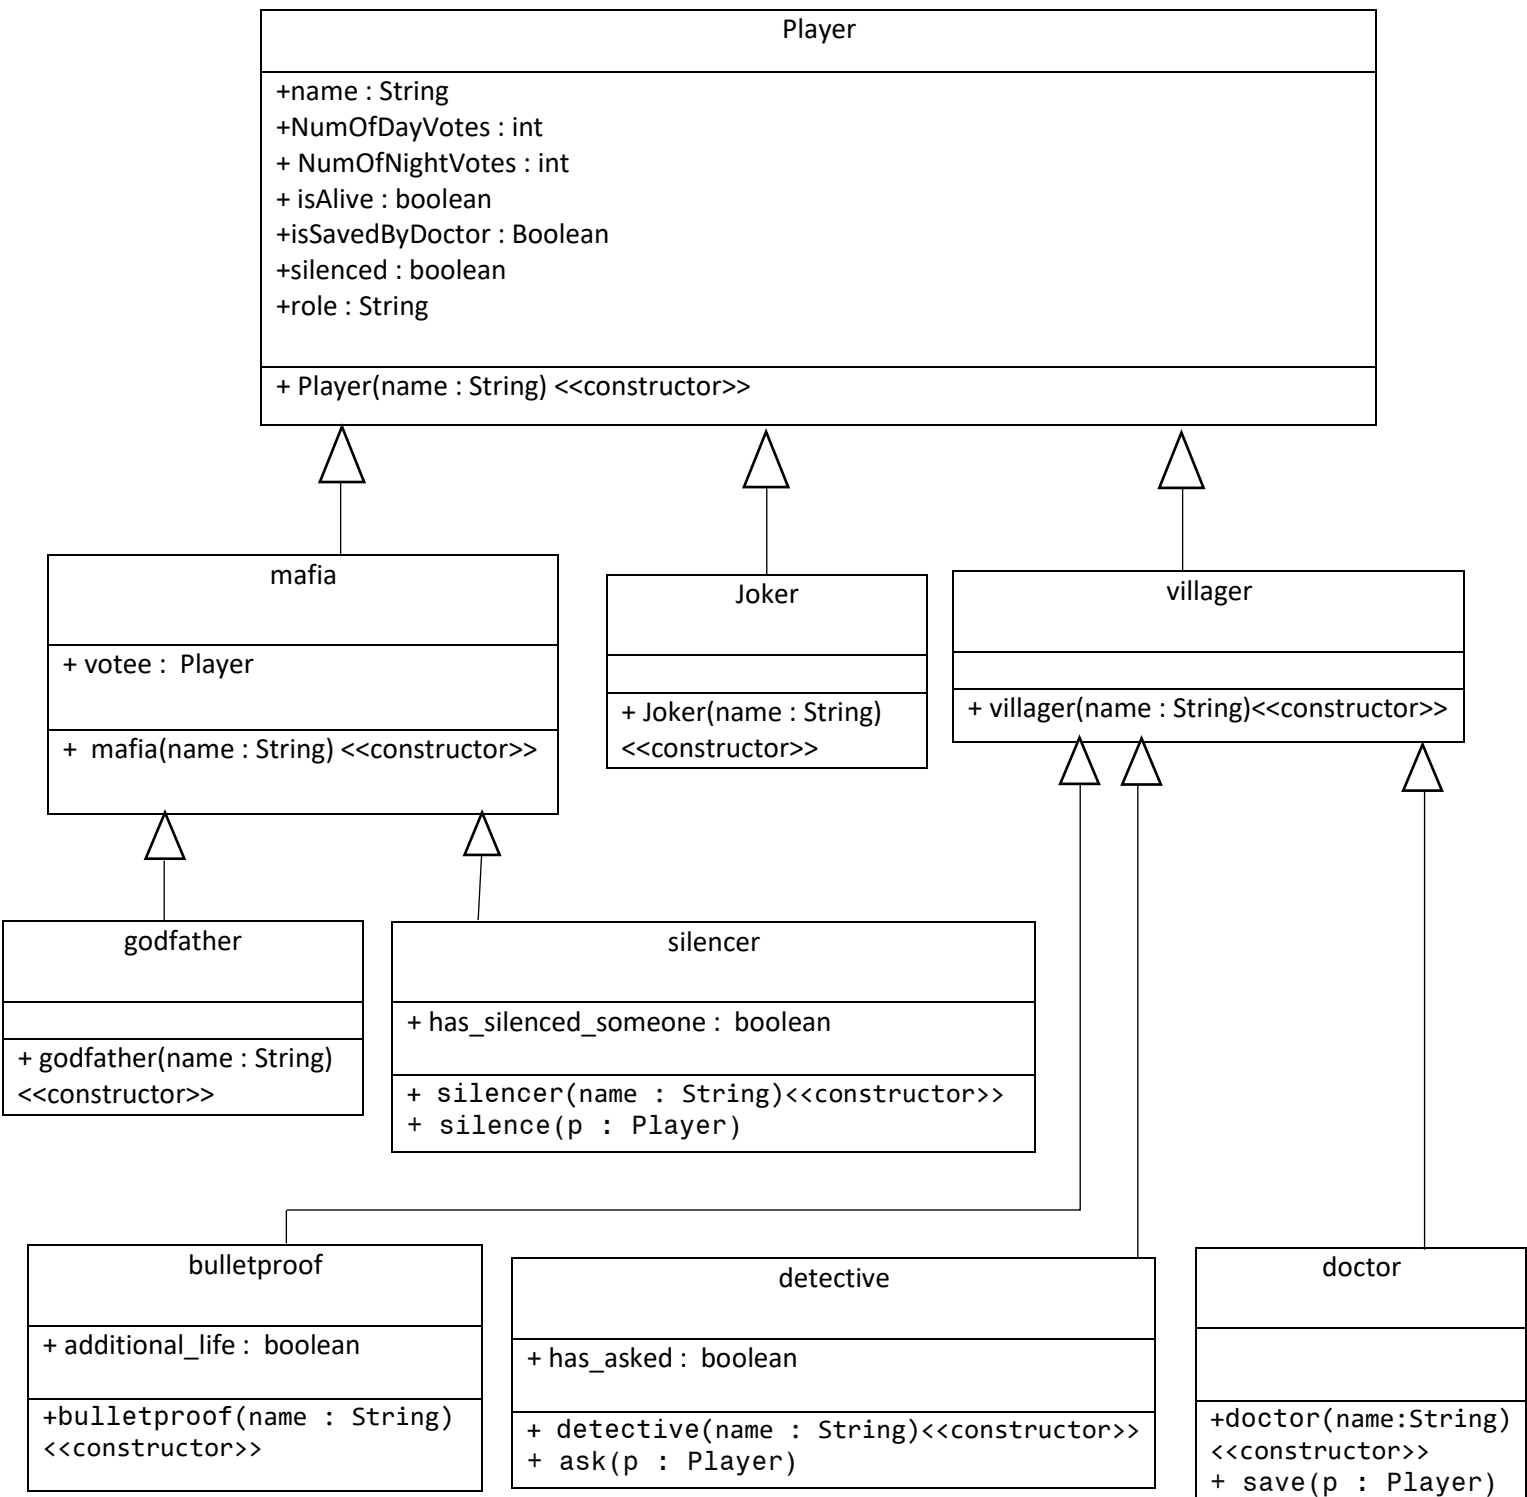 Player
+name : String
+NumOfDayVotes : int
+ NumOfNightVotes : int
+ isAlive : boolean
+isSavedByDoctor : Boolean
+silenced : boolean
+role : String
+ Player(name : String) <<constructor>>
mafia
+ votee :  Player
+  mafia(name : String) <<constructor>>
Joker
+ Joker(name : String)
<<constructor>>
villager
+ villager(name : String)<<constructor>>
godfather
+ godfather(name : String)
<<constructor>>
silencer
+ has_silenced_someone :  boolean
+ silencer(name : String)<<constructor>>
+ silence(p : Player)
bulletproof
+ additional_life :  boolean
+bulletproof(name : String)
<<constructor>>
detective
+ has_asked :  boolean
+ detective(name : String)<<constructor>>
+ ask(p : Player)
doctor
+doctor(name:String)
<<constructor>>
+ save(p : Player)